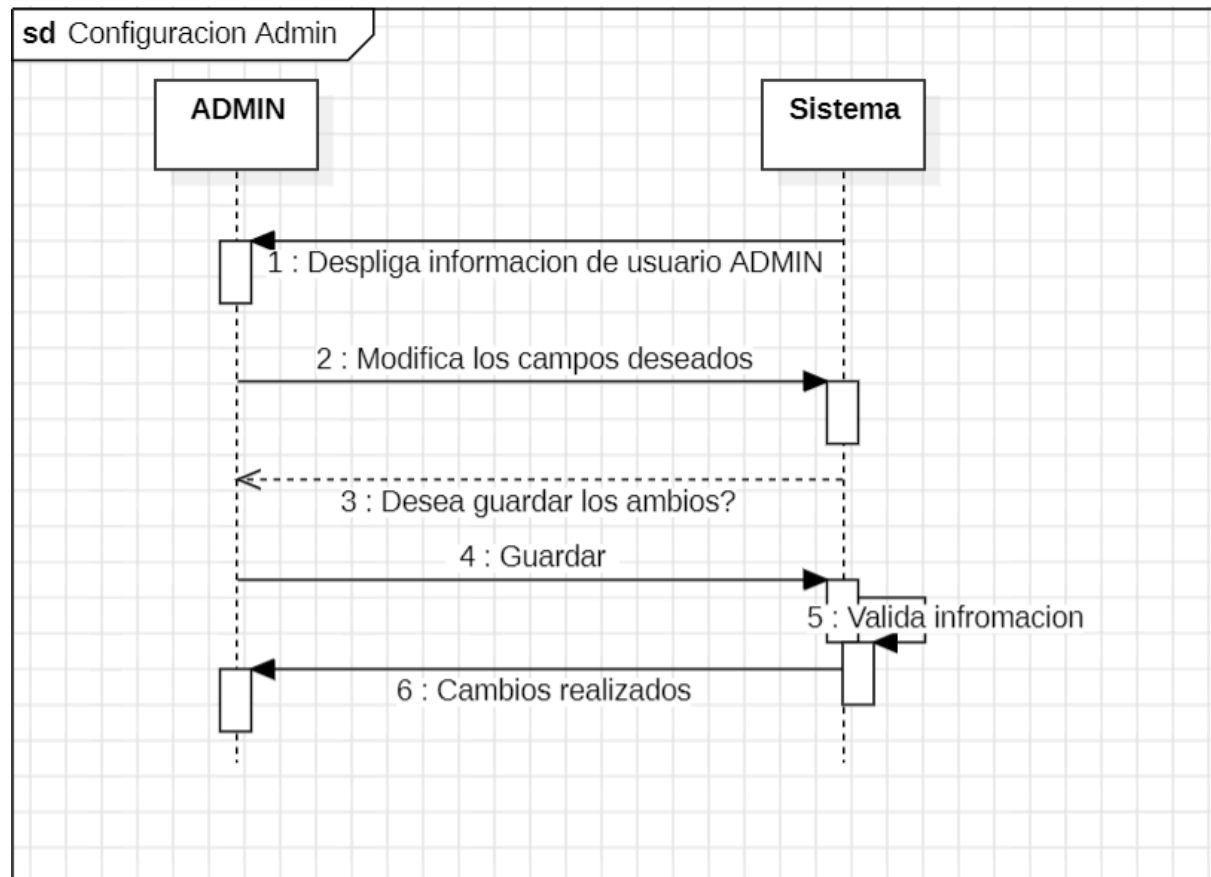 sd Configuracion Admin
ADMIN
Sistema
1 : Despliga informacion de usuario ADMIN
2 : Modifica los campos deseados
3 : Desea guardar los ambios?
4 : Guardar
5 : Valida infromacion
6 : Cambios realizados